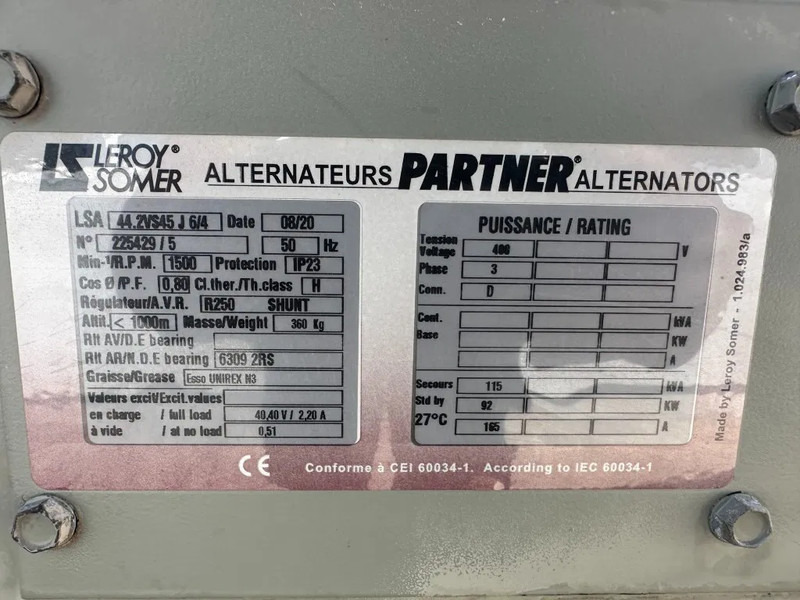 LEROY® SOMER ALTERNATEURS PARTNER® ALTERNATORS
LSA 44.2VS45 J 6/4 Date 08/20
N° 225429 / 5 50 Hz
Min-¹/R.P.M. 1500 Protection IP23
Cos Ø/P.F. 0,80 Cl.ther./Th.class H
Régulateur/A.V.R. R250 SHUNT
Altit. < 1000m Masse/Weight 360 Kg
Rlt AV/D.E bearing
Rlt AR/N.D.E bearing 6309 2RS
Graisse/Grease Esso UNIREX N3
Valeurs excit/Excit.values
en charge / full load 40,40 V / 2,20 A
à vide / at no load 0,51
PUISSANCE / RATING
Tension
Voltage 400 V
Phase 3
Conn. D
Cont. kVA
Base KW
A
Secours 115 kVA
Std by 92 KW
27°C 165 A
Made by Leroy Somer - 1.024.983/a
CE Conforme à CEI 60034-1. According to IEC 60034-1